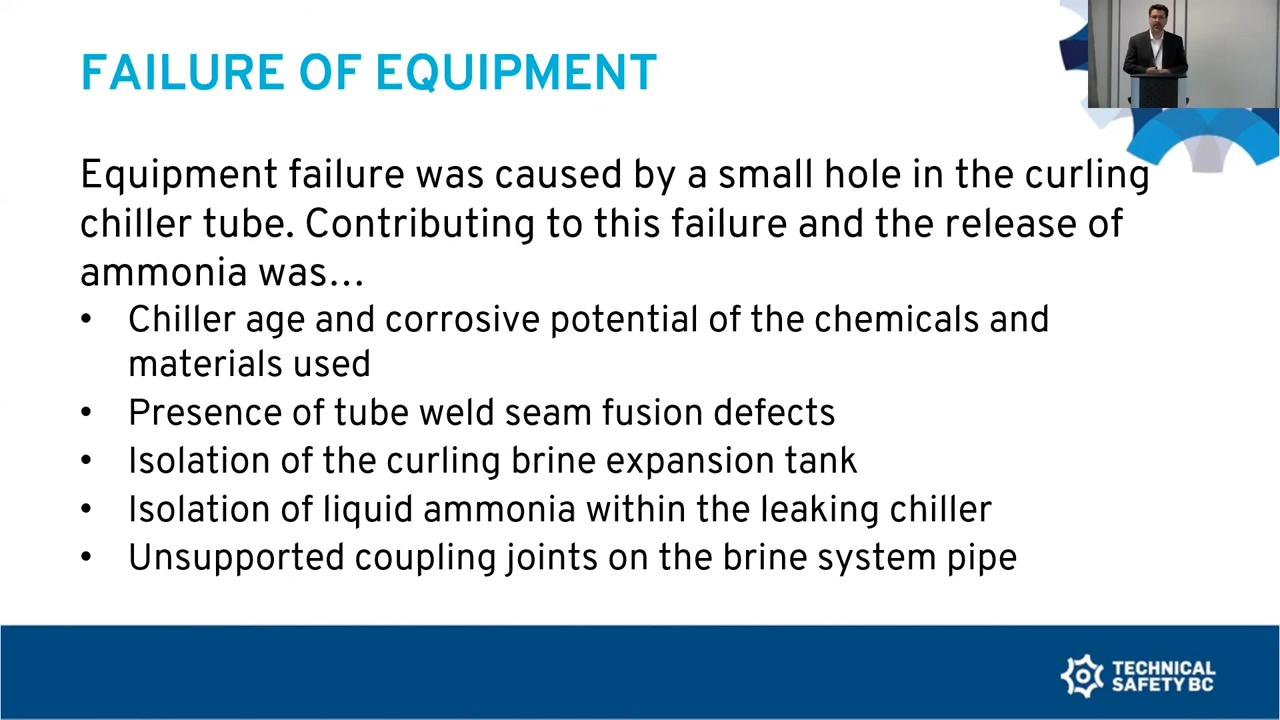 FAILURE OF EQUIPMENT
Equipment failure was caused by a small hole in the curling
chiller tube. Contributing to this failure and the release of
ammonia was...
• Chiller age and corrosive potential of the chemicals and
materials used
• Presence of tube weld seam fusion defects
• Isolation of the curling brine expansion tank
• Isolation of liquid ammonia within the leaking chiller
• Unsupported coupling joints on the brine system pipe
TECHNICAL
SAFETY BC